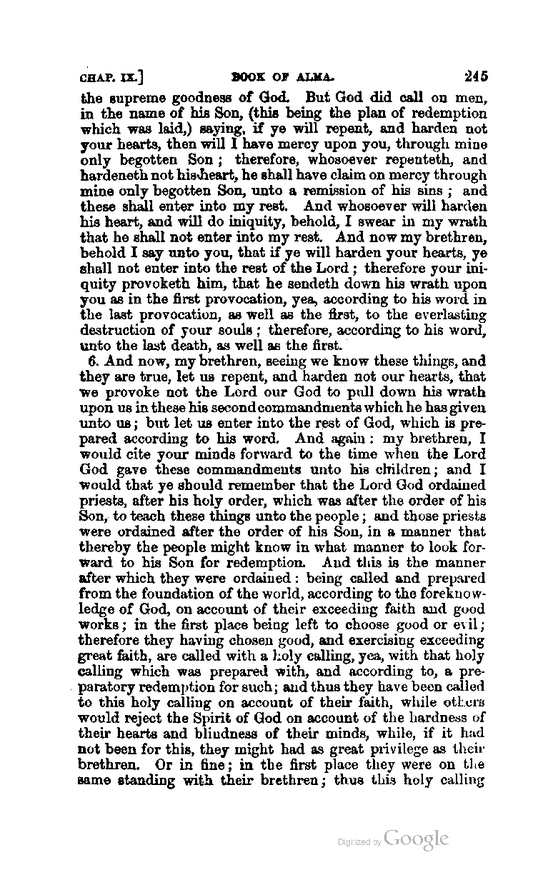 CHAP. IX.] BOOK OF ALMA. 245
the supreme goodness of God. But God did call on men,
in the name of his Son, (this being the plan of redemption
which was laid,) saying, if ye will repent, and harden not
your hearts, then will I have mercy upon you, through mine
only begotten Son; therefore, whosoever repenteth, and
hardeneth not his heart, he shall have claim on mercy through
mine only begotten Son, unto a remission of his sins; and
these shall enter into my rest. And whosoever will harden
his heart, and will do iniquity, behold, I swear in my wrath
that he shall not enter into my rest. And now my brethren,
behold I say unto you, that if ye will harden your hearts, ye
shall not enter into the rest of the Lord; therefore your ini-
quity provoketh him, that he sendeth down his wrath upon
you as in the first provocation, yea, according to his word in
the last provocation, as well as the first, to the everlasting
destruction of your souls; therefore, according to his word,
unto the last death, as well as the first.
6. And now, my brethren, seeing we know these things, and
they are true, let us repent, and harden not our hearts, that
we provoke not the Lord our God to pull down his wrath
upon us in these his second commandments which he has given
unto us; but let us enter into the rest of God, which is pre-
pared according to his word. And again: my brethren, I
would cite your minds forward to the time when the Lord
God gave these commandments unto his children; and I
would that ye should remember that the Lord God ordained
priests, after his holy order, which was after the order of his
Son, to teach these things unto the people; and those priests
were ordained after the order of his Son, in a manner that
thereby the people might know in what manner to look for-
ward to his Son for redemption. And this is the manner
after which they were ordained: being called and prepared
from the foundation of the world, according to the foreknow-
ledge of God, on account of their exceeding faith and good
works; in the first place being left to choose good or evil;
therefore they having chosen good, and exercising exceeding
great faith, are called with a holy calling, yea, with that holy
calling which was prepared with, and according to, a pre-
paratory redemption for such; and thus they have been called
to this holy calling on account of their faith, while others
would reject the Spirit of God on account of the hardness of
their hearts and blindness of their minds, while, if it had
not been for this, they might had as great privilege as their
brethren. Or in fine; in the first place they were on the
same standing with their brethren; thus this holy calling
Digitized by Google